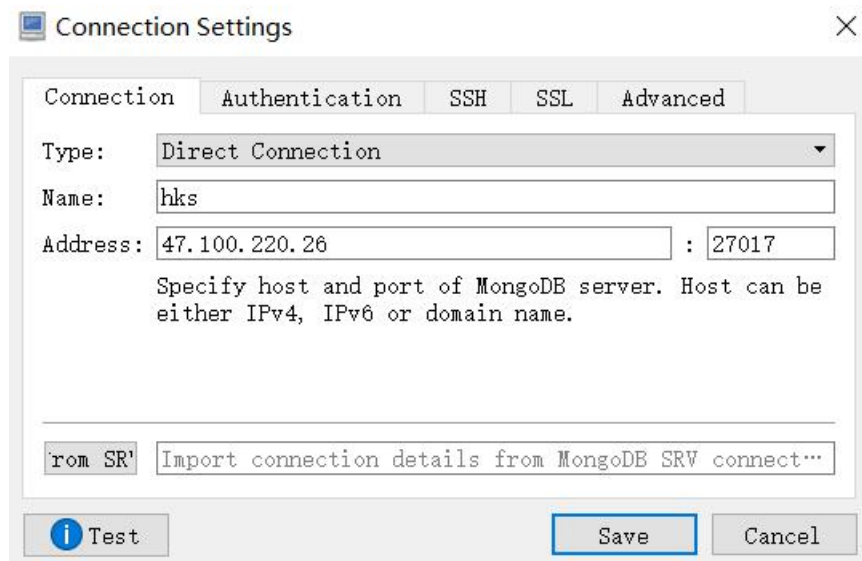 Connection Settings
Connection Authentication SSH SSL Advanced
Type: Direct Connection
Name: hks
Address: 47.100.220.26 : 27017
Specify host and port of MongoDB server. Host can be
either IPv4, IPv6 or domain name.
rom SR Import connection details from MongoDB SRV connect…
Test Save Cancel